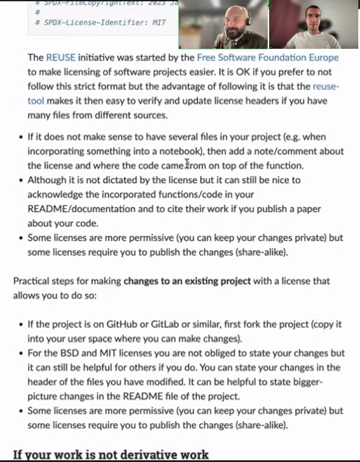 # SPDX-FileCopyrightText: 2023 Ja
#
# SPDX-License-Identifier: MIT
The REUSE initiative was started by the Free Software Foundation Europe
to make licensing of software projects easier. It is OK if you prefer to not
follow this strict format but the advantage of following it is that the reuse-
tool makes it then easy to verify and update license headers if you have
many files from different sources.
• If it does not make sense to have several files in your project (e.g. when
incorporating something into a notebook), then add a note/comment about
the license and where the code came from on top of the function.
• Although it is not dictated by the license but it can still be nice to
acknowledge the incorporated functions/code in your
README/documentation and to cite their work if you publish a paper
about your code.
• Some licenses are more permissive (you can keep your changes private) but
some licenses require you to publish the changes (share-alike).
Practical steps for making changes to an existing project with a license that
allows you to do so:
• If the project is on GitHub or GitLab or similar, first fork the project (copy it
into your user space where you can make changes).
• For the BSD and MIT licenses you are not obliged to state your changes but
it can still be helpful for others if you do. You can state your changes in the
header of the files you have modified. It can be helpful to state bigger-
picture changes in the README file of the project.
• Some licenses are more permissive (you can keep your changes private) but
some licenses require you to publish the changes (share-alike).
If your work is not derivative work